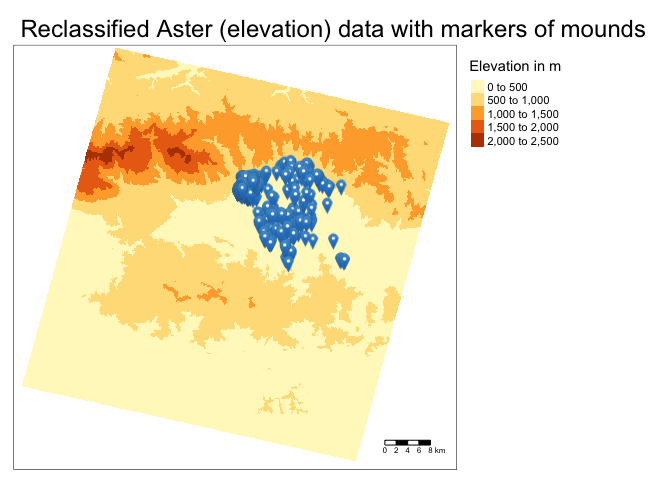 Reclassified Aster (elevation) data with markers of mounds
Elevation in m
0 to 500
500 to 1,000
1,000 to 1,500
1,500 to 2,000
2,000 to 2,500
0 2 4 6 8 km